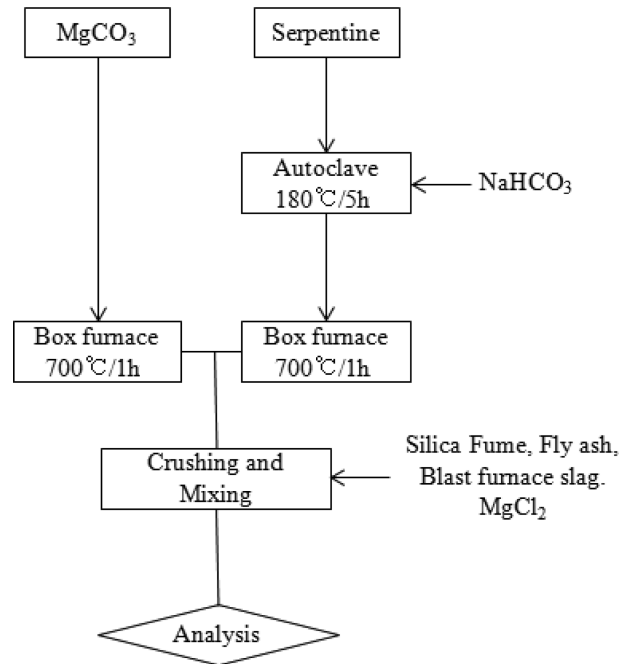 MgCO₃
Serpentine
Autoclave
180℃/5h
NaHCO₃
Box furnace
700℃/1h
Box furnace
700℃/1h
Silica Fume, Fly ash,
Blast furnace slag.
MgCl₂
Crushing and
Mixing
Analysis